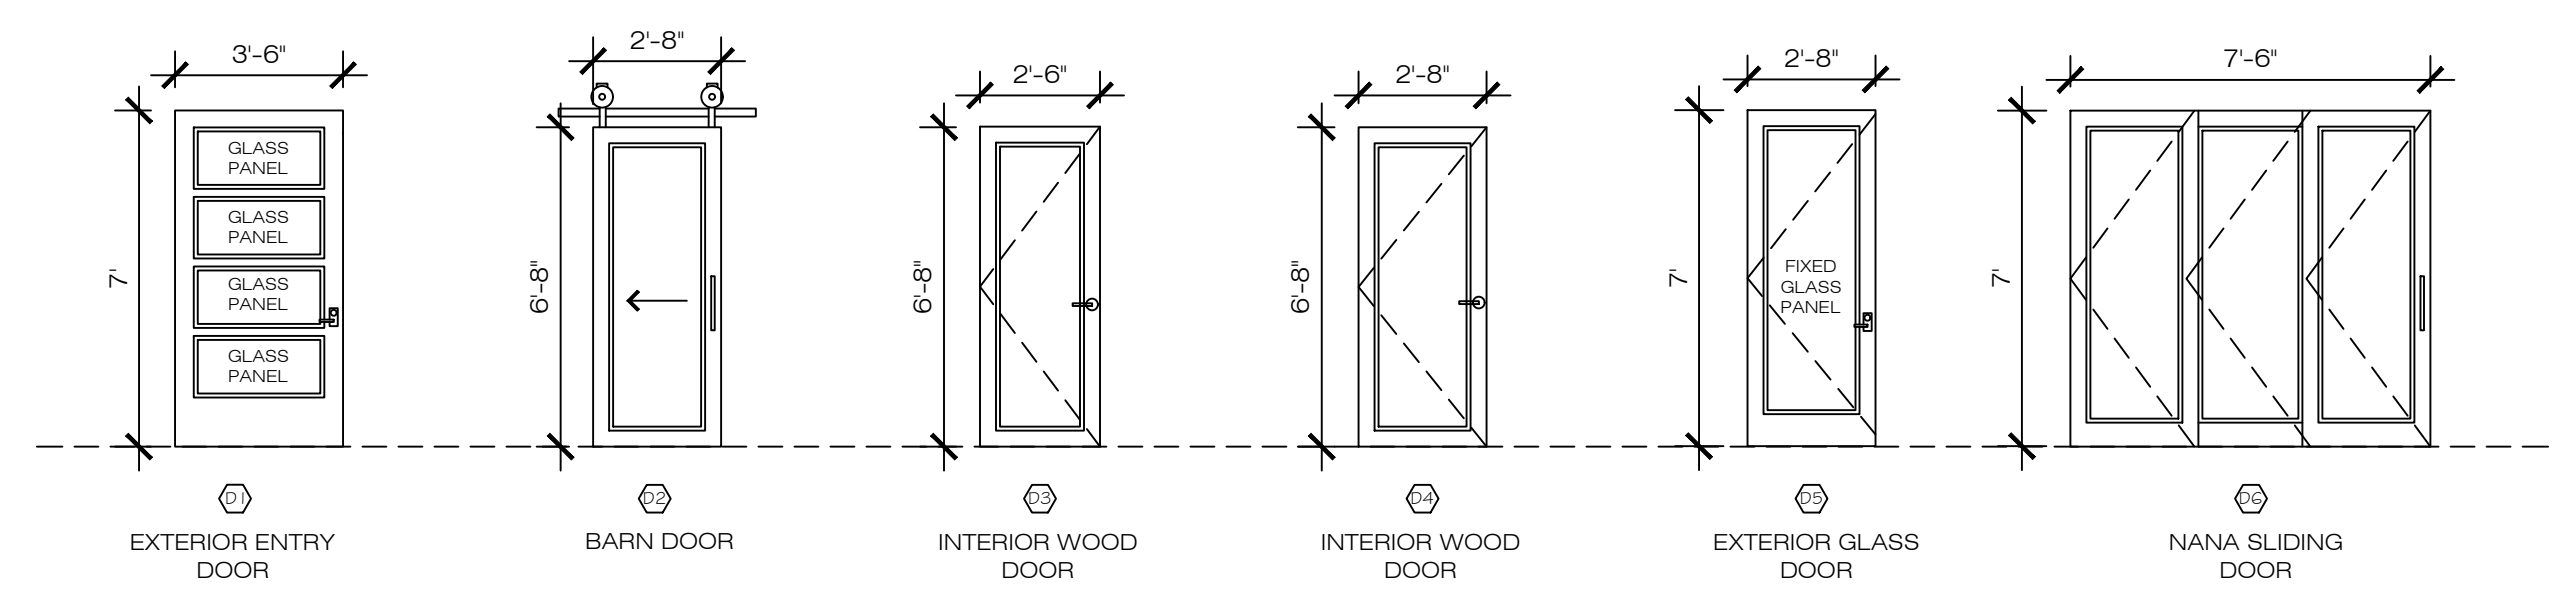 3'-6"
7'
GLASS
PANEL
GLASS
PANEL
GLASS
PANEL
GLASS
PANEL
D1
EXTERIOR ENTRY
DOOR
2'-8"
6'-8"
D2
BARN DOOR
2'-6"
6'-8"
D3
INTERIOR WOOD
DOOR
2'-8"
6'-8"
D4
INTERIOR WOOD
DOOR
2'-8"
7'
FIXED
GLASS
PANEL
D5
EXTERIOR GLASS
DOOR
7'-6"
7'
D6
NANA SLIDING
DOOR